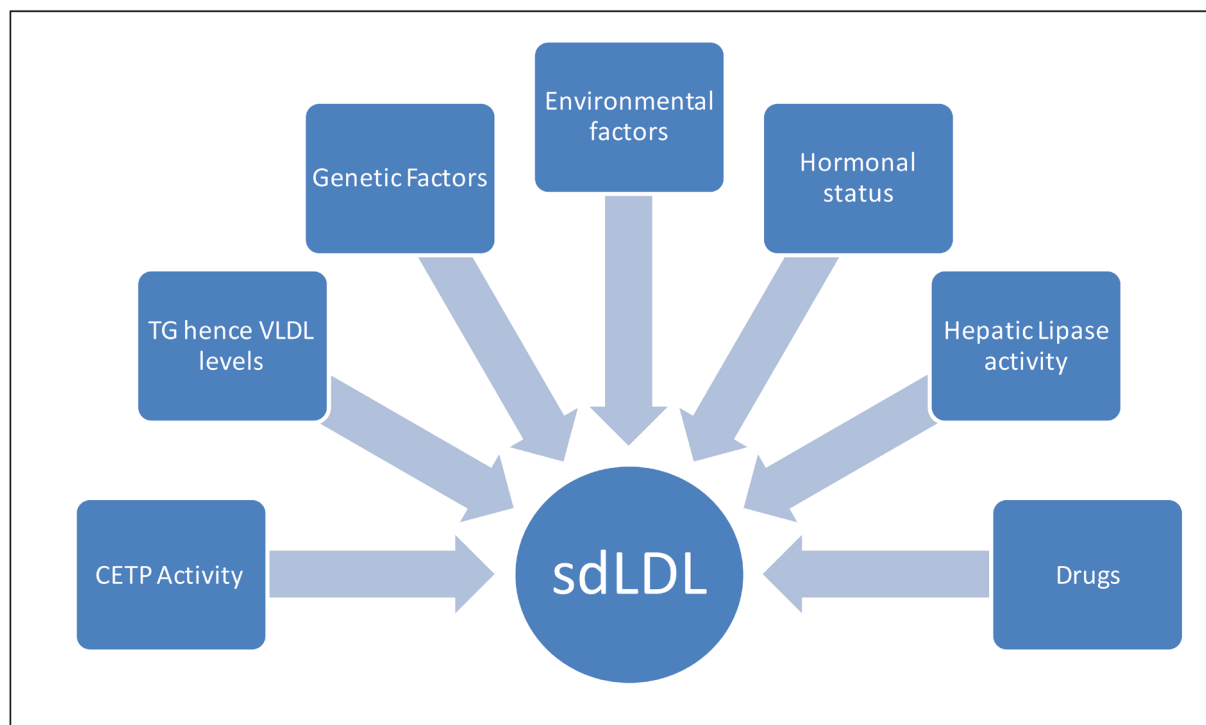 Environmental
factors
Genetic Factors
Hormonal
status
TG hence VLDL
levels
Hepatic Lipase
activity
CETP Activity
sdLDL
Drugs